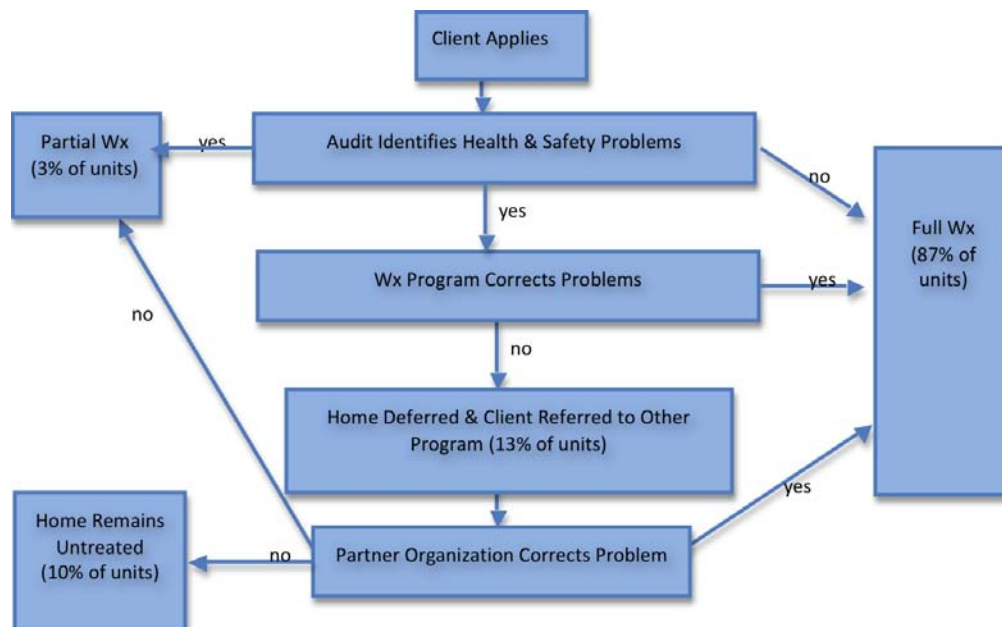 Client Applies
Partial Wx
(3% of units)
yes
Audit Identifies Health & Safety Problems
no
Full Wx
(87% of
units)
yes
Wx Program Corrects Problems
yes
no
no
Home Deferred & Client Referred to Other
Program (13% of units)
yes
Home Remains
Untreated
(10% of units)
no
Partner Organization Corrects Problem